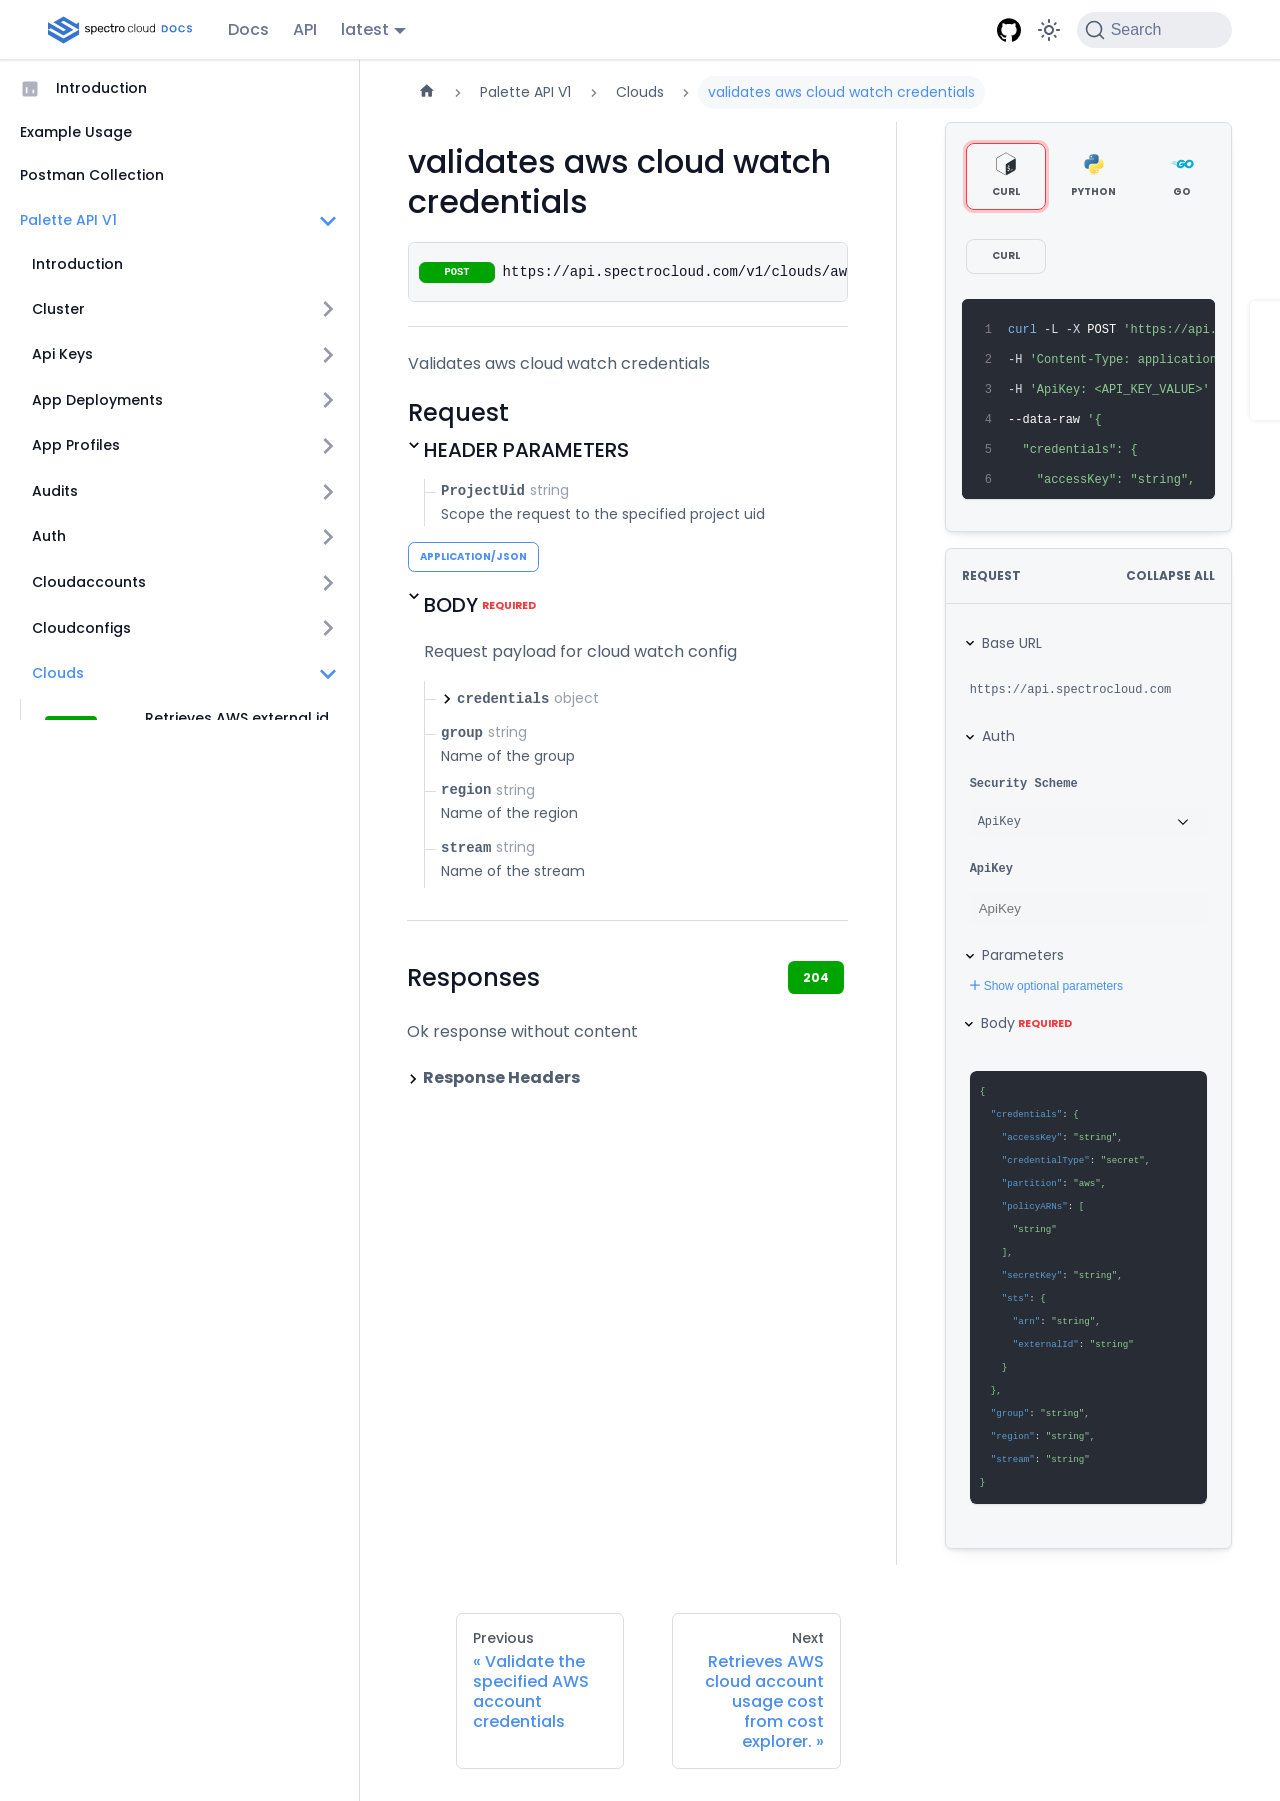 spectro cloud DOCS
Docs
API
latest
Search
Introduction
Example Usage
Postman Collection
Palette API V1
Introduction
Cluster
Api Keys
App Deployments
App Profiles
Audits
Auth
Cloudaccounts
Cloudconfigs
Clouds
Retrieves AWS external id
Palette API V1
Clouds
validates aws cloud watch credentials
validates aws cloud watch
credentials
POST https://api.spectrocloud.com/v1/clouds/aw
Validates aws cloud watch credentials
Request
HEADER PARAMETERS
ProjectUid string
Scope the request to the specified project uid
APPLICATION/JSON
BODY REQUIRED
Request payload for cloud watch config
credentials object
group string
Name of the group
region string
Name of the region
stream string
Name of the stream
Responses
204
Ok response without content
Response Headers
CURL
PYTHON
GO
CURL
1 curl -L -X POST 'https://api.
2 -H 'Content-Type: application
3 -H 'ApiKey: <API_KEY_VALUE>'
4 --data-raw '{
5 "credentials": {
6 "accessKey": "string",
REQUEST
COLLAPSE ALL
Base URL
https://api.spectrocloud.com
Auth
Security Scheme
ApiKey
ApiKey
ApiKey
Parameters
Show optional parameters
Body REQUIRED
{
"credentials": {
"accessKey": "string",
"credentialType": "secret",
"partition": "aws",
"policyARNs": [
"string"
],
"secretKey": "string",
"sts": {
"arn": "string",
"externalId": "string"
}
},
"group": "string",
"region": "string",
"stream": "string"
}
Previous
« Validate the
specified AWS
account
credentials
Next
Retrieves AWS
cloud account
usage cost
from cost
explorer. »